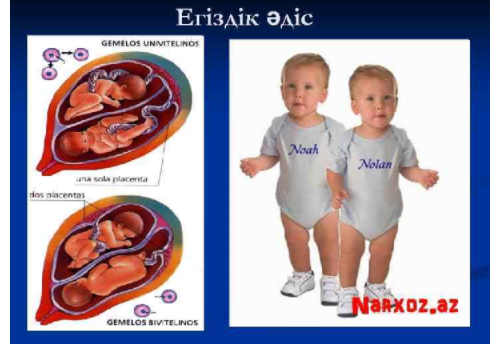 Егіздік әдіс
GEMELOS UNIVITELINOS
una sola placenta
dos placentas
GEMELOS BIVITELINOS
Noah
Nolan
Narxoz.az